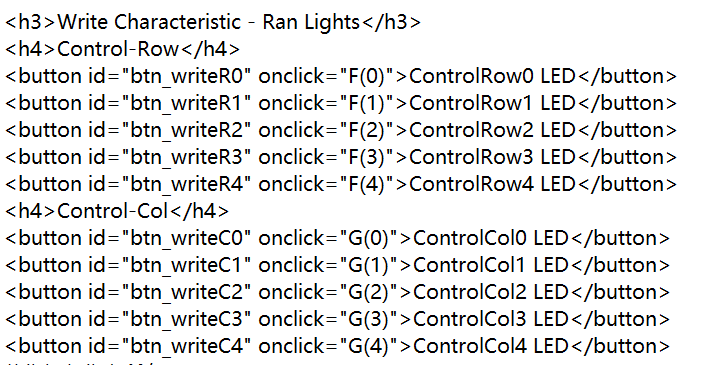 <h3>Write Characteristic - Ran Lights</h3>
<h4>Control-Row</h4>
<button id="btn_writeR0" onclick="F(0)">ControlRow0 LED</button>
<button id="btn_writeR1" onclick="F(1)">ControlRow1 LED</button>
<button id="btn_writeR2" onclick="F(2)">ControlRow2 LED</button>
<button id="btn_writeR3" onclick="F(3)">ControlRow3 LED</button>
<button id="btn_writeR4" onclick="F(4)">ControlRow4 LED</button>
<h4>Control-Col</h4>
<button id="btn_writeC0" onclick="G(0)">ControlCol0 LED</button>
<button id="btn_writeC1" onclick="G(1)">ControlCol1 LED</button>
<button id="btn_writeC2" onclick="G(2)">ControlCol2 LED</button>
<button id="btn_writeC3" onclick="G(3)">ControlCol3 LED</button>
<button id="btn_writeC4" onclick="G(4)">ControlCol4 LED</button>